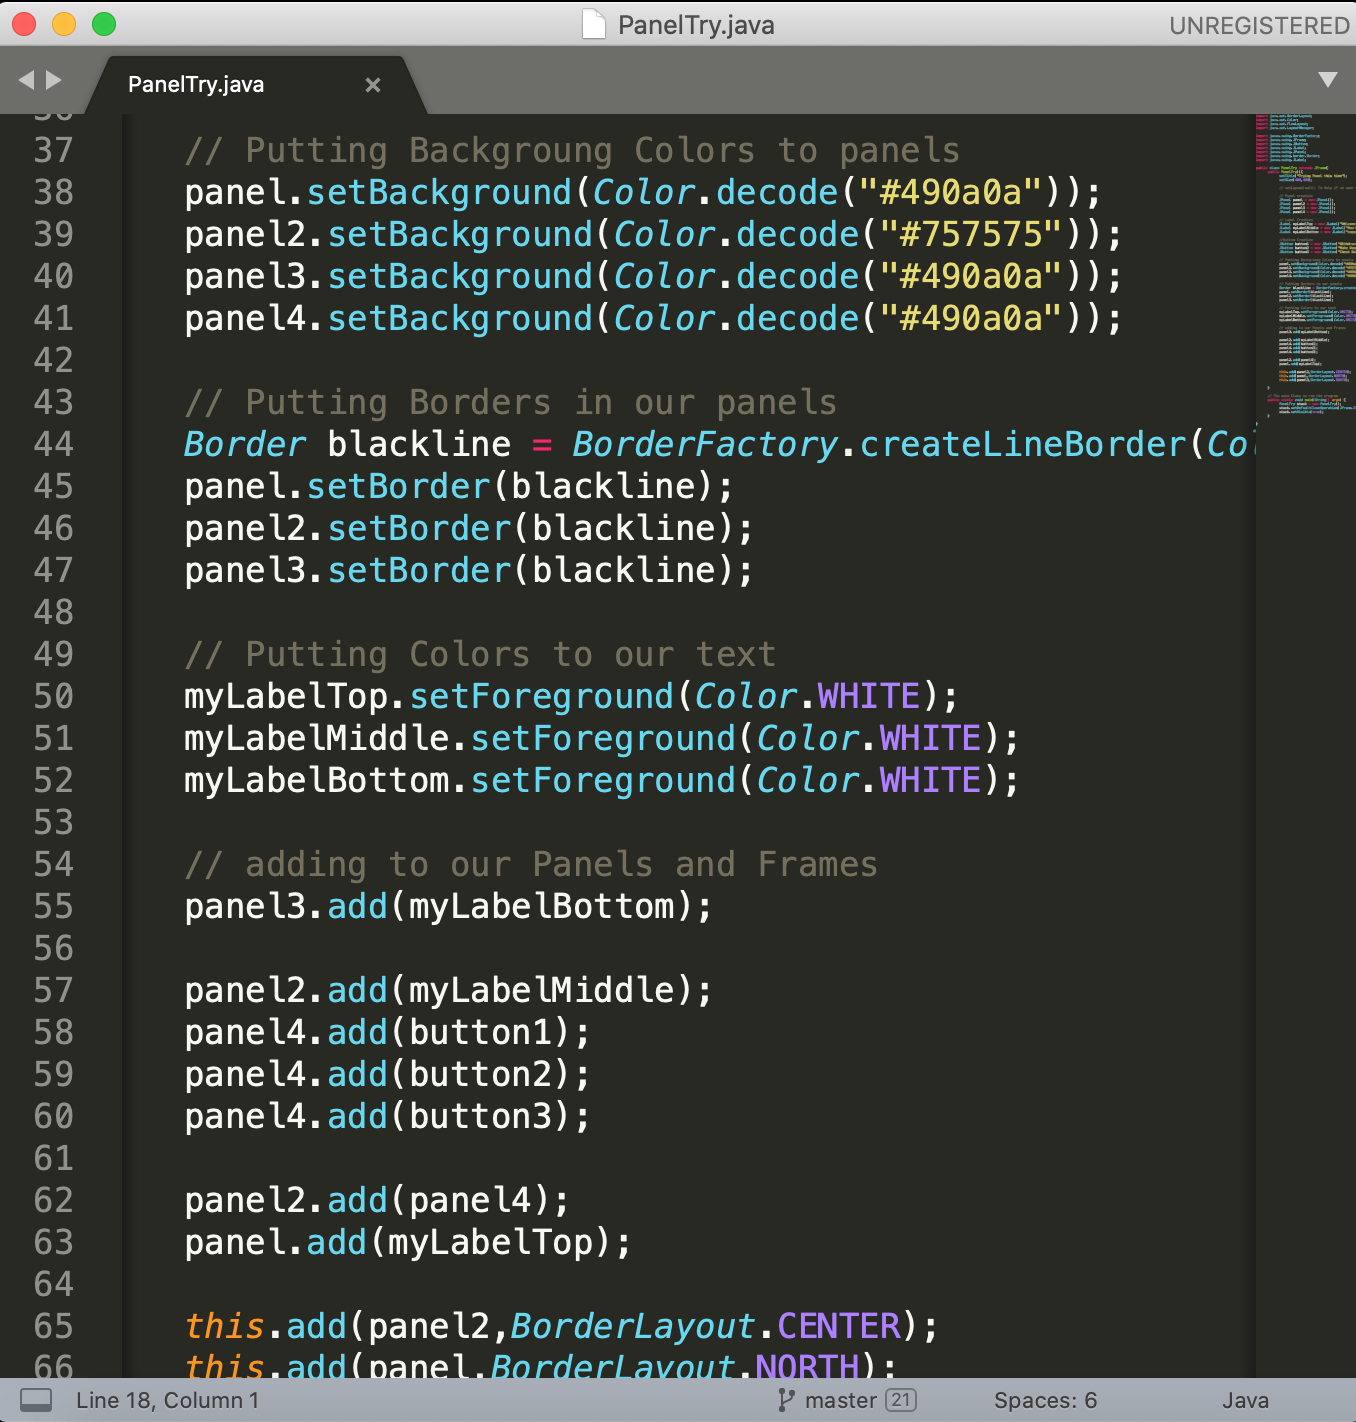 PanelTry.java
UNREGISTERED
PanelTry.java ×
37 // Putting Backgroung Colors to panels
38 panel.setBackground(Color.decode("#490a0a"));
39 panel2.setBackground(Color.decode("#757575"));
40 panel3.setBackground(Color.decode("#490a0a"));
41 panel4.setBackground(Color.decode("#490a0a"));
42
43 // Putting Borders in our panels
44 Border blackline = BorderFactory.createLineBorder(Col
45 panel.setBorder(blackline);
46 panel2.setBorder(blackline);
47 panel3.setBorder(blackline);
48
49 // Putting Colors to our text
50 myLabelTop.setForeground(Color.WHITE);
51 myLabelMiddle.setForeground(Color.WHITE);
52 myLabelBottom.setForeground(Color.WHITE);
53
54 // adding to our Panels and Frames
55 panel3.add(myLabelBottom);
56
57 panel2.add(myLabelMiddle);
58 panel4.add(button1);
59 panel4.add(button2);
60 panel4.add(button3);
61
62 panel2.add(panel4);
63 panel.add(myLabelTop);
64
65 this.add(panel2,BorderLayout.CENTER);
66 this.add(panel,BorderLayout.NORTH);
Line 18, Column 1
master 21
Spaces: 6
Java